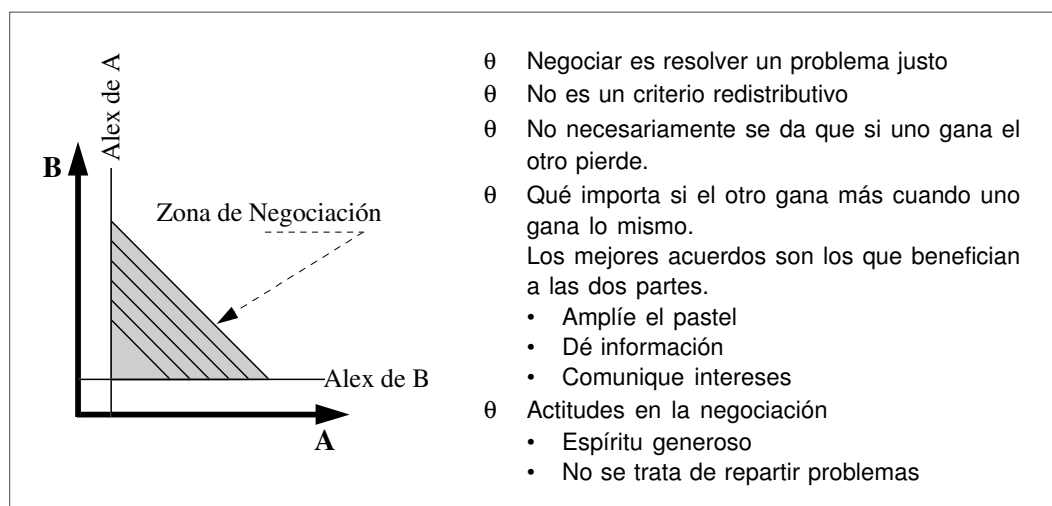 Alex de A
B
Zona de Negociación
Alex de B
A
θ Negociar es resolver un problema justo
θ No es un criterio redistributivo
θ No necesariamente se da que si uno gana el
otro pierde.
θ Qué importa si el otro gana más cuando uno
gana lo mismo.
Los mejores acuerdos son los que benefician
a las dos partes.
• Amplíe el pastel
• Dé información
• Comunique intereses
θ Actitudes en la negociación
• Espíritu generoso
• No se trata de repartir problemas